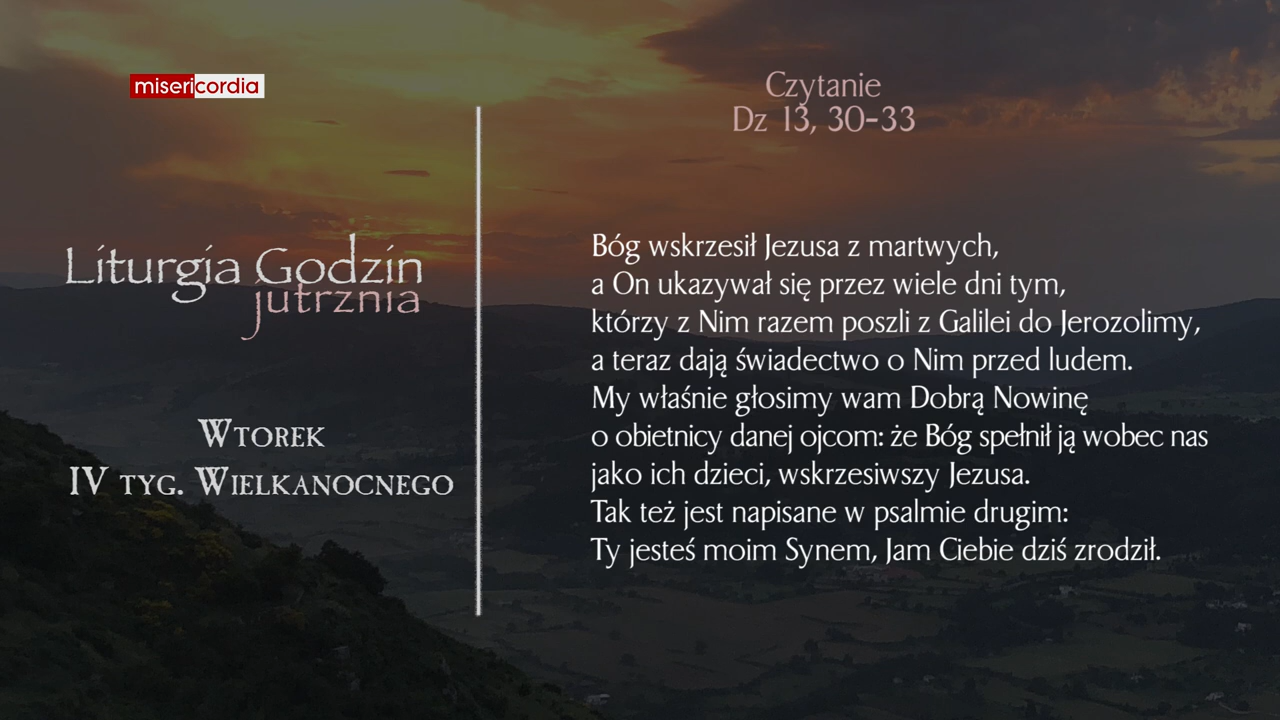 misericordia
Liturgia Godzin
jutrznia
Wtorek
IV tyg. Wielkanocnego
Czytanie
Dz 13, 30-33
Bóg wskrzesił Jezusa z martwych,
a On ukazywał się przez wiele dni tym,
którzy z Nim razem poszli z Galilei do Jerozolimy,
a teraz dają świadectwo o Nim przed ludem.
My właśnie głosimy wam Dobrą Nowinę
o obietnicy danej ojcom: że Bóg spełnił ją wobec nas
jako ich dzieci, wskrzesiwszy Jezusa.
Tak też jest napisane w psalmie drugim:
Ty jesteś moim Synem, Jam Ciebie dziś zrodził.